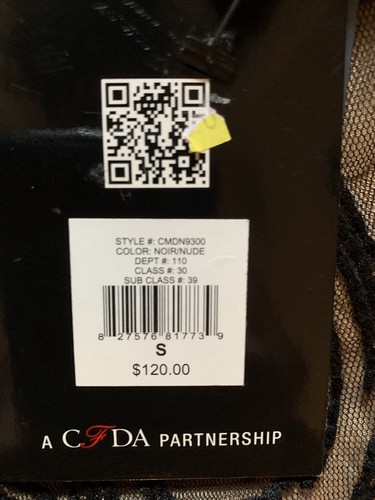 STYLE #: CMDN9300
COLOR: NOIR/NUDE
DEPT #: 110
CLASS #: 30
SUB CLASS #: 39
8 27576 81773 9
S
$120.00
A CFDA PARTNERSHIP